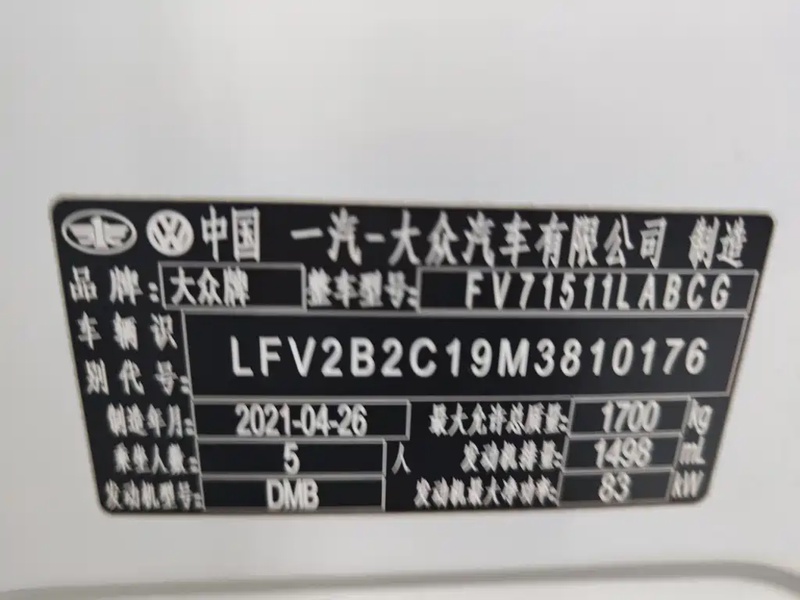 中国 一汽-大众汽车有限公司 制造
品牌: 大众牌 整车型号: FV71511LABCG
车辆识别代号: LFV2B2C19M3810176
制造年月: 2021-04-26 最大允许总质量: 1700 kg
乘坐人数: 5 人 发动机排量: 1498 mL
发动机型号: DMB 发动机最大净功率: 83 kW